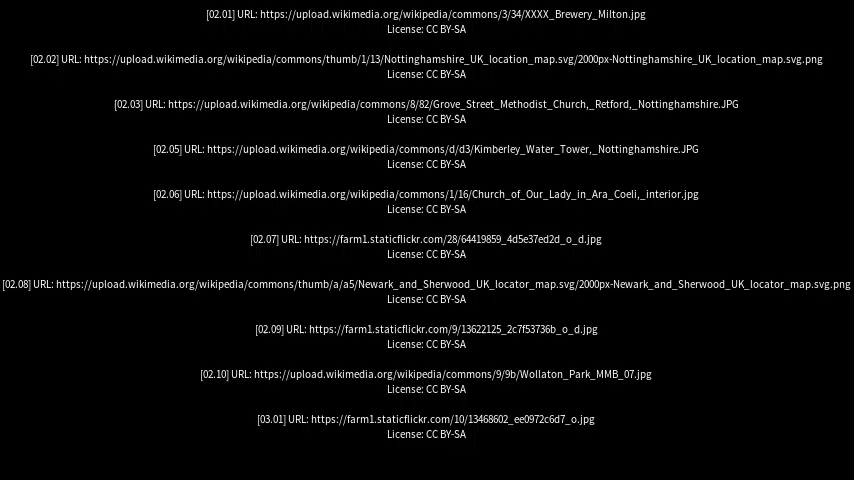 [02.01] URL: https://upload.wikimedia.org/wikipedia/commons/3/34/XXXX_Brewery_Milton.jpg
License: CC BY-SA
[02.02] URL: https://upload.wikimedia.org/wikipedia/commons/thumb/1/13/Nottinghamshire_UK_location_map.svg/2000px-Nottinghamshire_UK_location_map.svg.png
License: CC BY-SA
[02.03] URL: https://upload.wikimedia.org/wikipedia/commons/8/82/Grove_Street_Methodist_Church,_Retford,_Nottinghamshire.JPG
License: CC BY-SA
[02.05] URL: https://upload.wikimedia.org/wikipedia/commons/d/d3/Kimberley_Water_Tower,_Nottinghamshire.JPG
License: CC BY-SA
[02.06] URL: https://upload.wikimedia.org/wikipedia/commons/1/16/Church_of_Our_Lady_in_Ara_Coeli,_interior.jpg
License: CC BY-SA
[02.07] URL: https://farm1.staticflickr.com/28/64419859_4d5e37ed2d_o_d.jpg
License: CC BY-SA
[02.08] URL: https://upload.wikimedia.org/wikipedia/commons/thumb/a/a5/Newark_and_Sherwood_UK_locator_map.svg/2000px-Newark_and_Sherwood_UK_locator_map.svg.png
License: CC BY-SA
[02.09] URL: https://farm1.staticflickr.com/9/13622125_2c7f53736b_o_d.jpg
License: CC BY-SA
[02.10] URL: https://upload.wikimedia.org/wikipedia/commons/9/9b/Wollaton_Park_MMB_07.jpg
License: CC BY-SA
[03.01] URL: https://farm1.staticflickr.com/10/13468602_ee0972c6d7_o.jpg
License: CC BY-SA